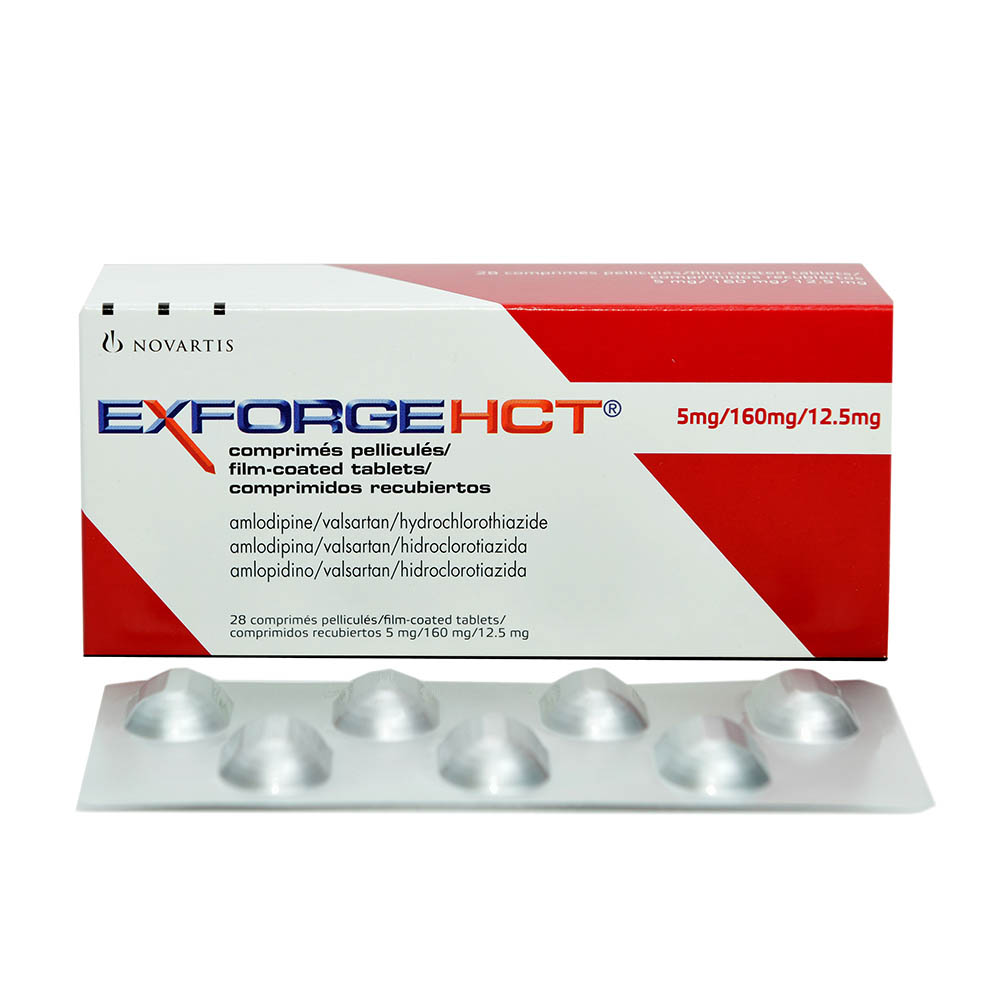 28 comprimés pelliculés/film-coated tablets/
comprimidos recubiertos
5 mg/ 160 mg/ 12.5 mg
NOVARTIS
EXFORGE HCT®
5mg/160mg/12.5mg
comprimés pelliculés/
film-coated tablets/
comprimidos recubiertos
amlodipine/valsartan/hydrochlorothiazide
amlodipina/valsartan/hidroclorotiazida
amlopidino/valsartan/hidroclorotiazida
28 comprimés pelliculés/film-coated tablets/
comprimidos recubiertos 5 mg/160 mg/12.5 mg